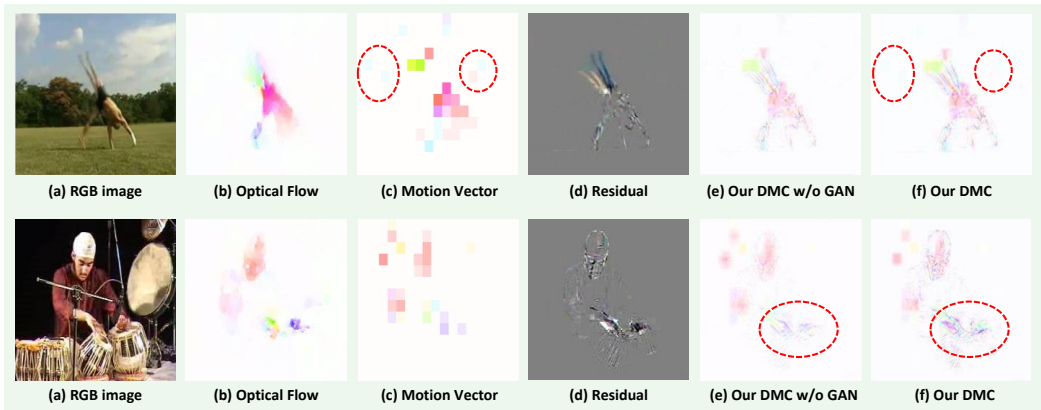 (a) RGB image (b) Optical Flow (c) Motion Vector (d) Residual (e) Our DMC w/o GAN (f) Our DMC
(a) RGB image (b) Optical Flow (c) Motion Vector (d) Residual (e) Our DMC w/o GAN (f) Our DMC